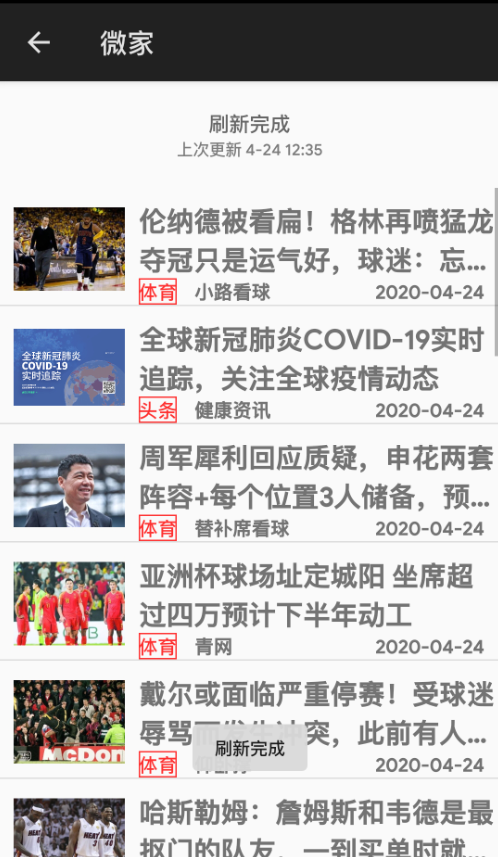 微家
刷新完成
上次更新 4-24 12:35
伦纳德被看扁！格林再喷猛龙
夺冠只是运气好，球迷：忘...
体育 小路看球 2020-04-24
全球新冠肺炎
COVID-19
实时追踪
全球新冠肺炎COVID-19实时
追踪，关注全球疫情动态
头条 健康资讯 2020-04-24
周军犀利回应质疑，申花两套
阵容+每个位置3人储备，预...
体育 替补席看球 2020-04-24
亚洲杯球场址定城阳 坐席超
过四万预计下半年动工
体育 青网 2020-04-24
戴尔或面临严重停赛！受球迷
辱骂而发生冲突，此前有人...
McDon
体育 2020-04-24
刷新完成
哈斯勒姆：詹姆斯和韦德是最
抠门的队友，一到买单时就...
HEAT